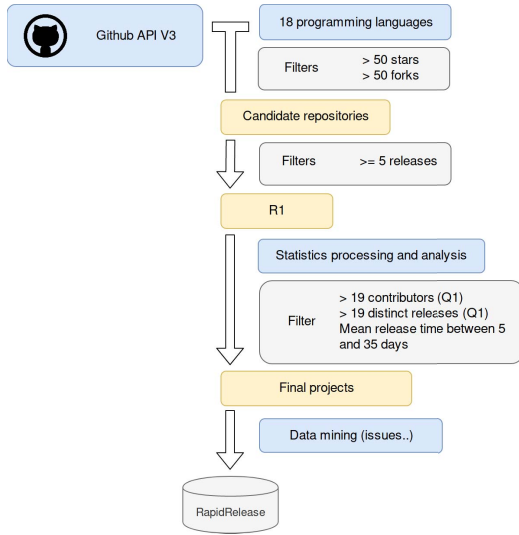 Github API V3
18 programming languages
Filters
> 50 stars
> 50 forks
Candidate repositories
Filters
>= 5 releases
R1
Statistics processing and analysis
Filter
> 19 contributors (Q1)
> 19 distinct releases (Q1)
Mean release time between 5
and 35 days
Final projects
Data mining (issues..)
RapidRelease